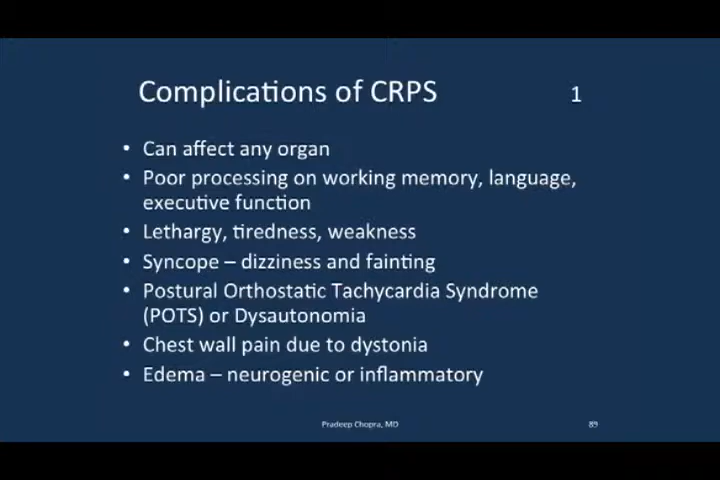 Complications of CRPS 1
• Can affect any organ
• Poor processing on working memory, language,
executive function
• Lethargy, tiredness, weakness
• Syncope – dizziness and fainting
• Postural Orthostatic Tachycardia Syndrome
(POTS) or Dysautonomia
• Chest wall pain due to dystonia
• Edema – neurogenic or inflammatory
Pradeep Chopra, MD 89